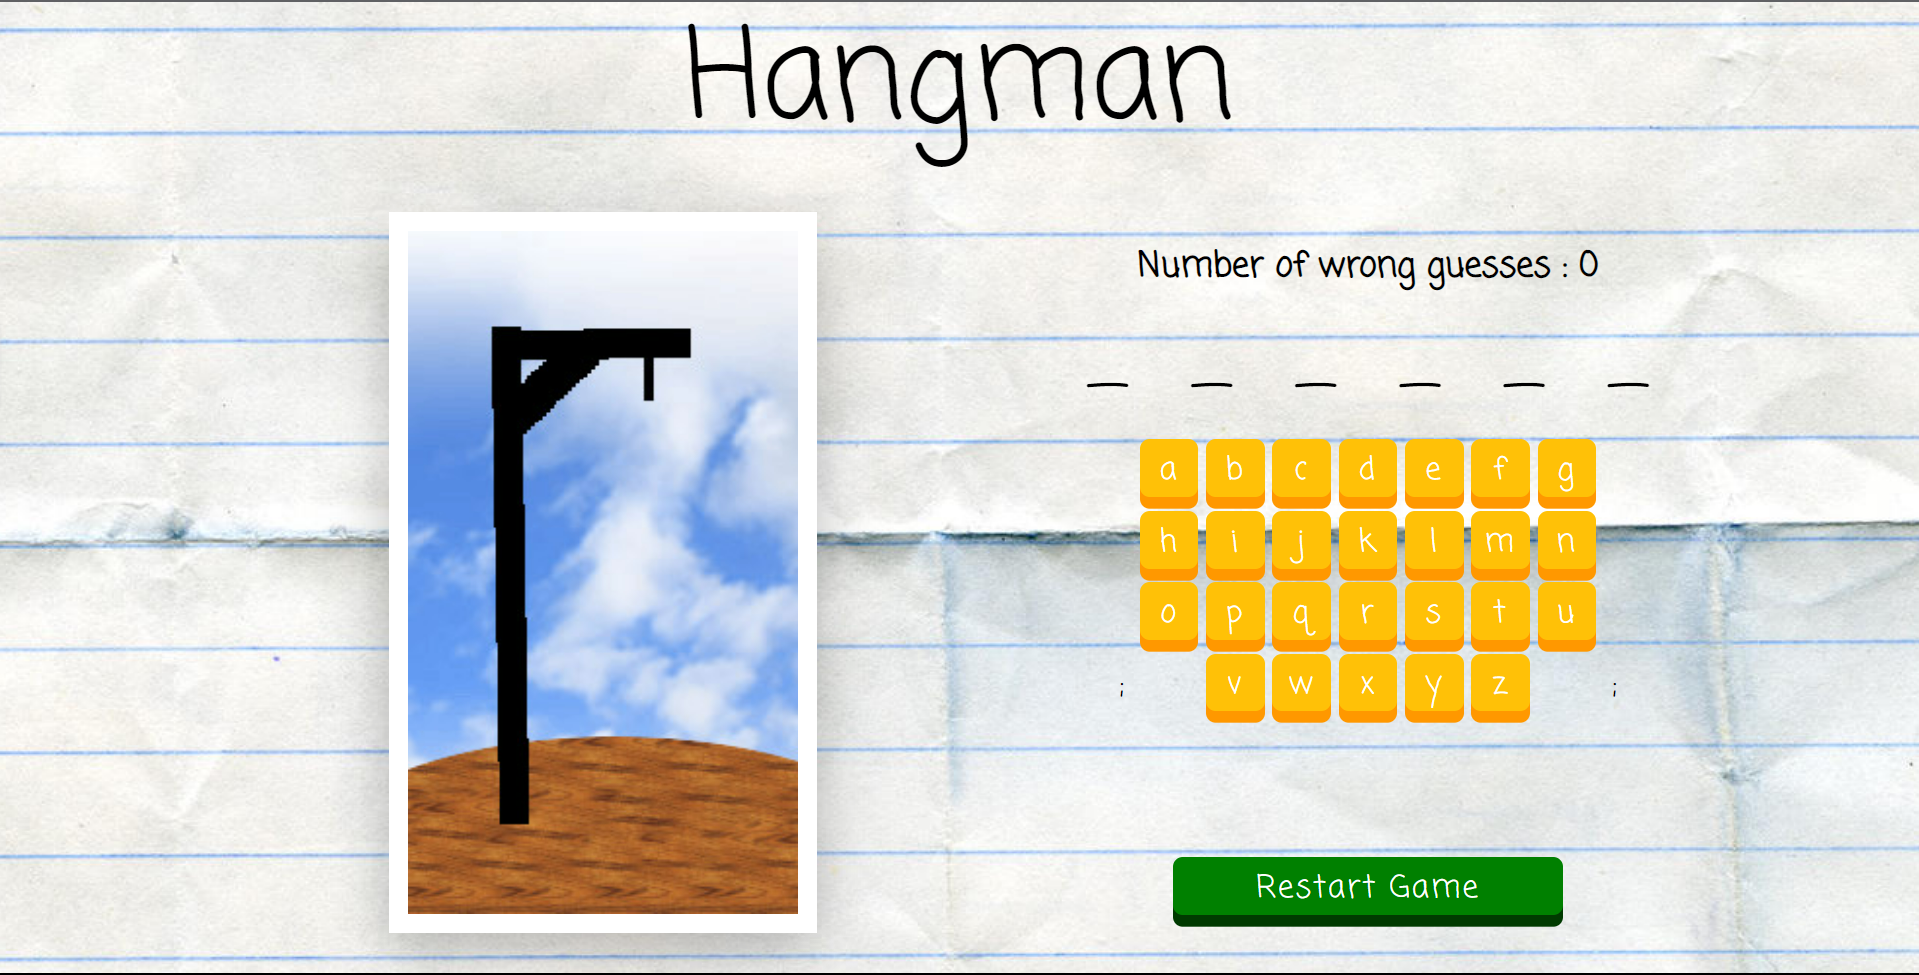 Hangman
Number of wrong guesses : 0
_ _ _ _ _ _
a b c d e f g
h i j k l m n
o p q r s t u
; v w x y z ;
Restart Game